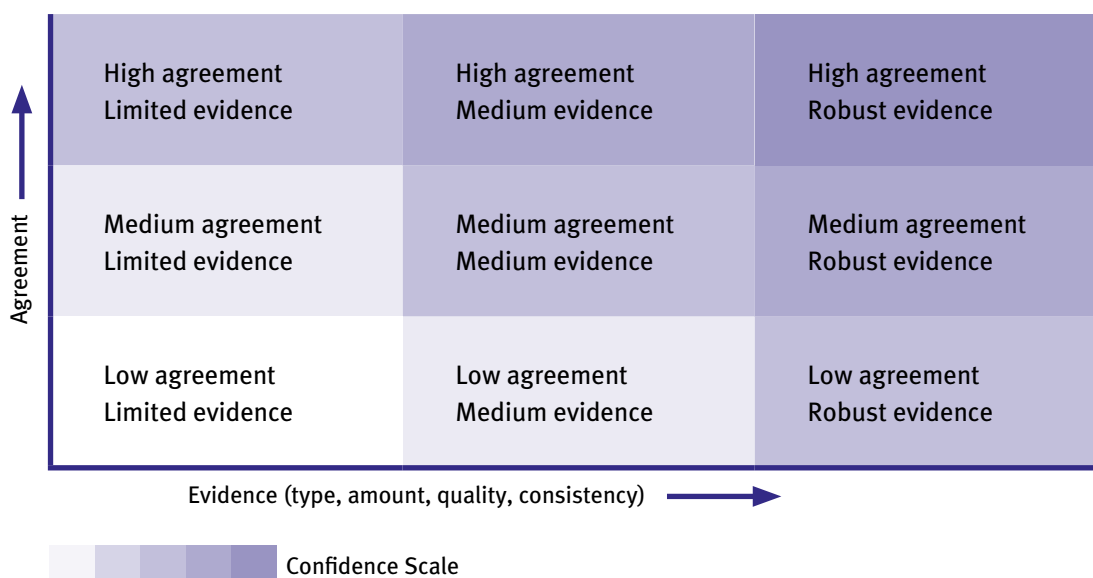 High agreement
Limited evidence
High agreement
Medium evidence
High agreement
Robust evidence
Medium agreement
Limited evidence
Medium agreement
Medium evidence
Medium agreement
Robust evidence
Low agreement
Limited evidence
Low agreement
Medium evidence
Low agreement
Robust evidence
Agreement
Evidence (type, amount, quality, consistency)
Confidence Scale